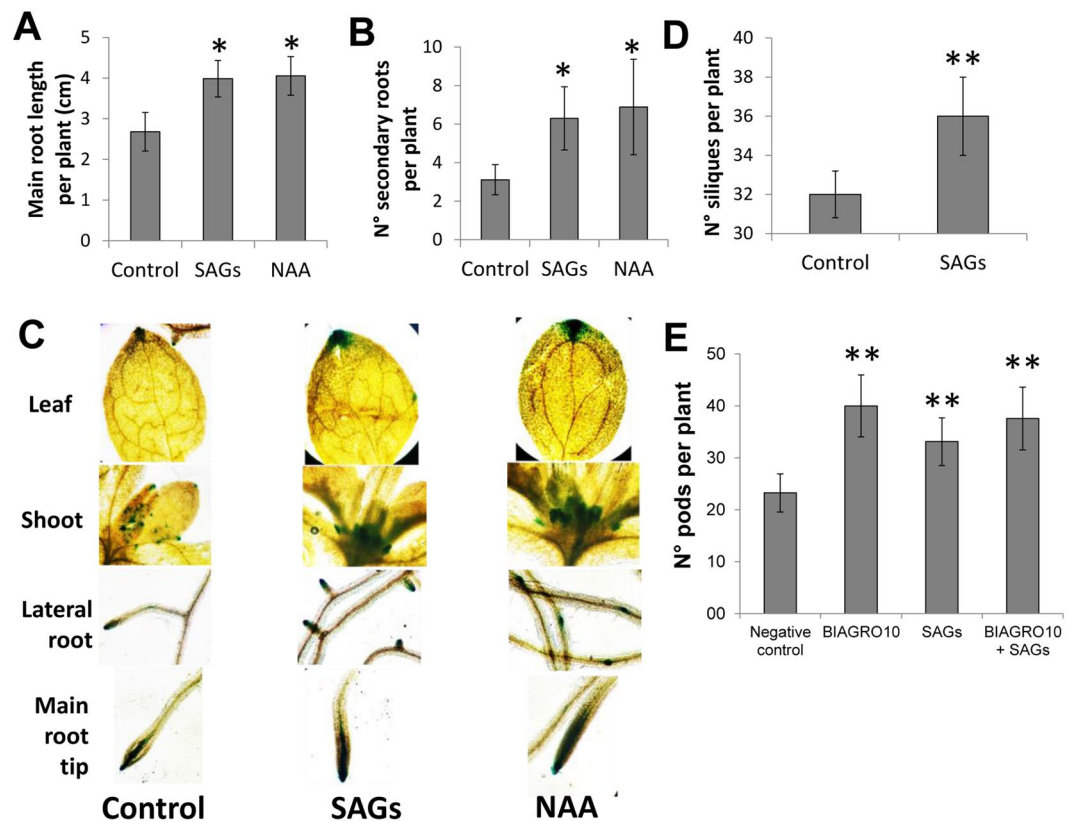 A
Main root length
per plant (cm)
5
4
3
2
1
0
*
*
Control
SAGs
NAA
B
N° secondary roots
per plant
10
8
6
4
2
0
*
*
Control
SAGs
NAA
D
N° siliques per plant
40
38
36
34
32
30
**
Control
SAGs
C
Leaf
Shoot
Lateral
root
Main
root
tip
Control
SAGs
NAA
E
N° pods per plant
50
40
30
20
10
00
**
**
**
Negative
control
BIAGRO10
SAGs
BIAGRO10
+ SAGs